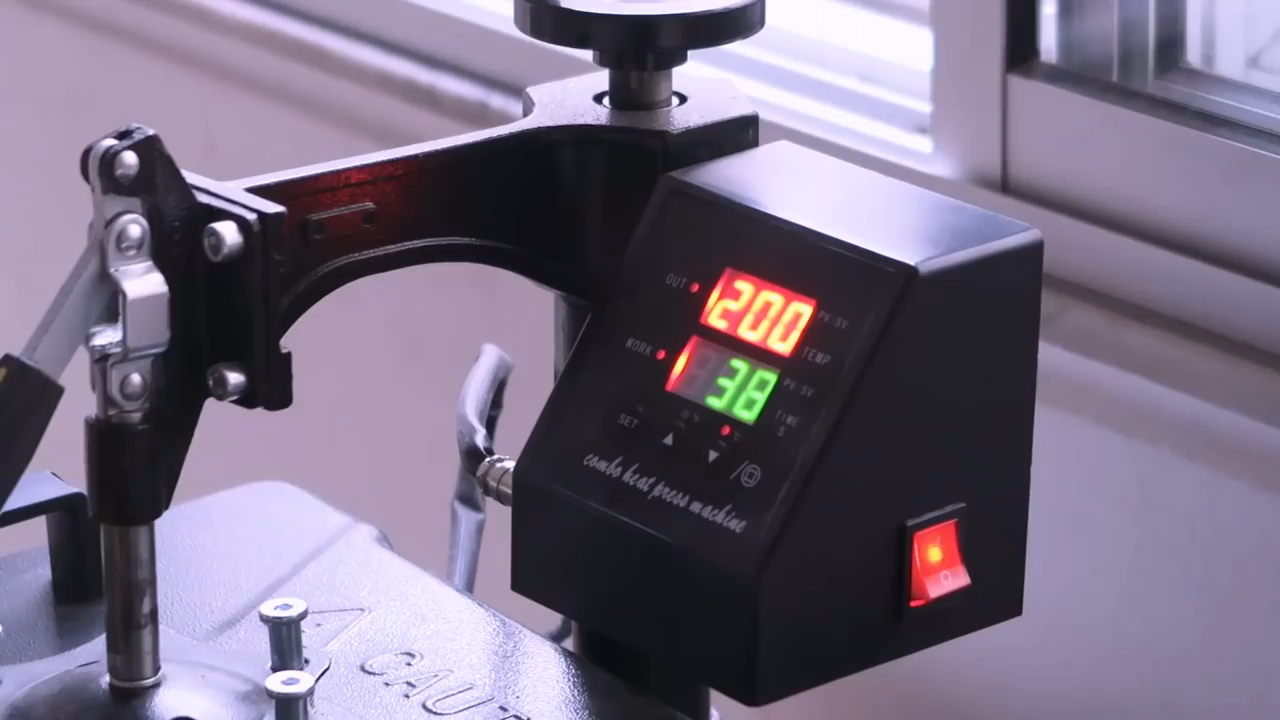 OUT
200
PV/SV
TEMP
WORK
38
PV/SV
TIME
S
SET
°F
°C
combo heat press machine
CAUT